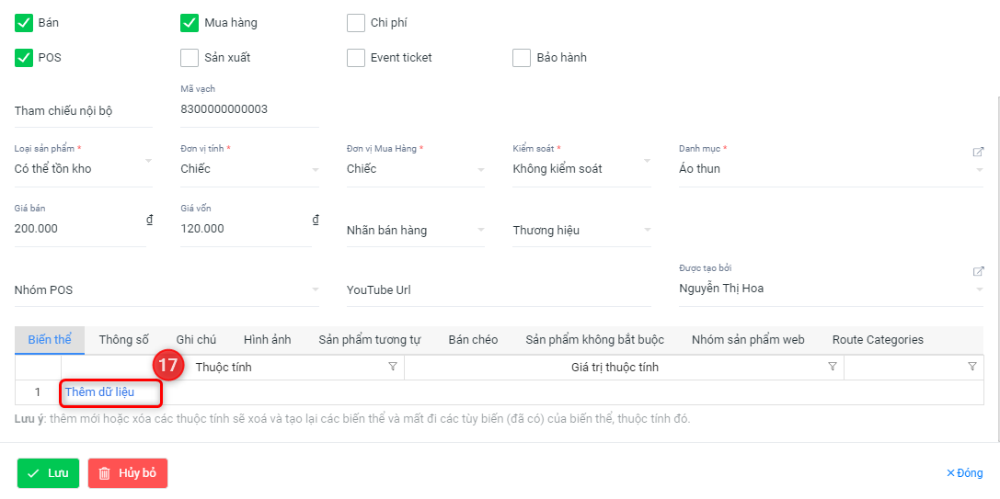 Bán Mua hàng Chi phí
POS Sản xuất Event ticket Bảo hành
Mã vạch
Tham chiếu nội bộ 8300000000003
Loại sản phẩm * Đơn vị tính * Đơn vị Mua Hàng * Kiểm soát * Danh mục *
Có thể tồn kho Chiếc Chiếc Không kiểm soát Áo thun
Giá bán Giá vốn
200.000 ₫ 120.000 ₫ Nhãn bán hàng Thương hiệu
Được tạo bởi
Nhóm POS YouTube Url Nguyễn Thị Hoa
Biến thể Thông số Ghi chú Hình ảnh Sản phẩm tương tự Bán chéo Sản phẩm không bắt buộc Nhóm sản phẩm web Route Categories
17 Thuộc tính Giá trị thuộc tính
1 Thêm dữ liệu
Lưu ý: thêm mới hoặc xóa các thuộc tính sẽ xoá và tạo lại các biến thể và mất đi các tùy biến (đã có) của biến thể, thuộc tính đó.
Lưu Hủy bỏ Đóng